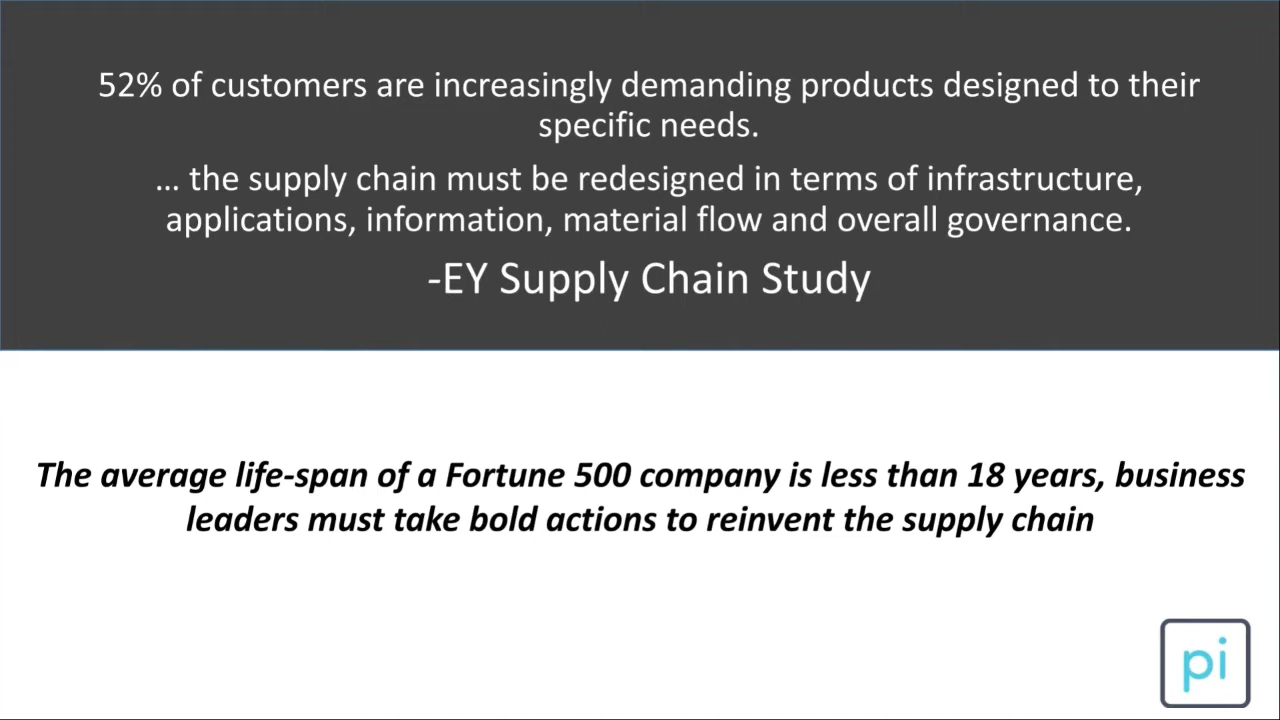 52% of customers are increasingly demanding products designed to their
specific needs.
... the supply chain must be redesigned in terms of infrastructure,
applications, information, material flow and overall governance.
-EY Supply Chain Study
The average life-span of a Fortune 500 company is less than 18 years, business
leaders must take bold actions to reinvent the supply chain
pi